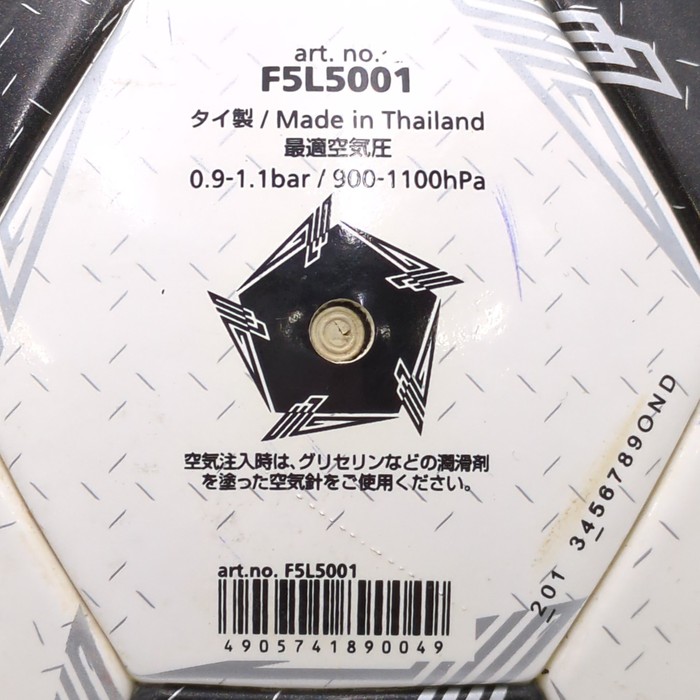 art. no.
F5L5001
タイ製 / Made in Thailand
最適空気圧
0.9-1.1bar / 900-1100hPa
空気注入時は、グリセリンなどの潤滑剤
を塗った空気針をご使用ください。
art.no. F5L5001
4905741890049
201 3456789OND